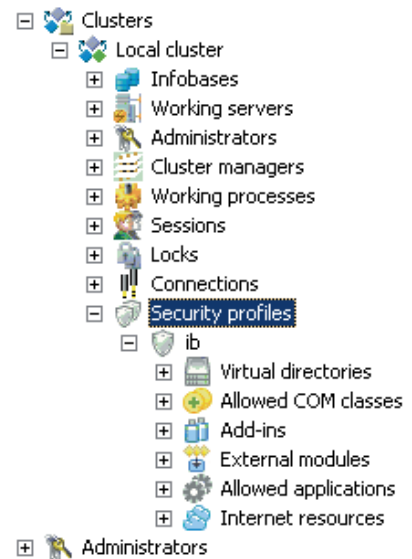 Clusters
Local cluster
Infobases
Working servers
Administrators
Cluster managers
Working processes
Sessions
Locks
Connections
Security profiles
ib
Virtual directories
Allowed COM classes
Add-ins
External modules
Allowed applications
Internet resources
Administrators